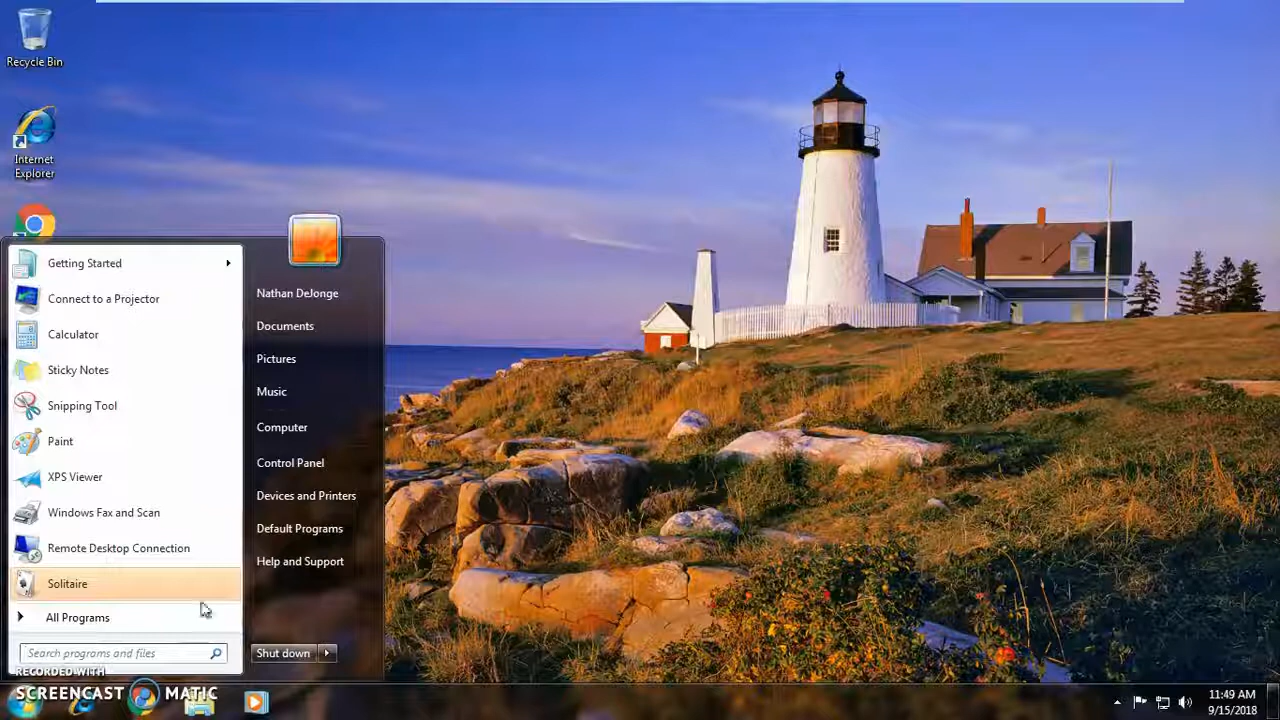 Recycle Bin
Internet
Explorer
Getting Started
Connect to a Projector
Calculator
Sticky Notes
Snipping Tool
Paint
XPS Viewer
Windows Fax and Scan
Remote Desktop Connection
Solitaire
All Programs
Search programs and files
Nathan DeJonge
Documents
Pictures
Music
Computer
Control Panel
Devices and Printers
Default Programs
Help and Support
Shut down
RECORDED WITH
SCREENCAST MATIC
11:49 AM
9/15/2018